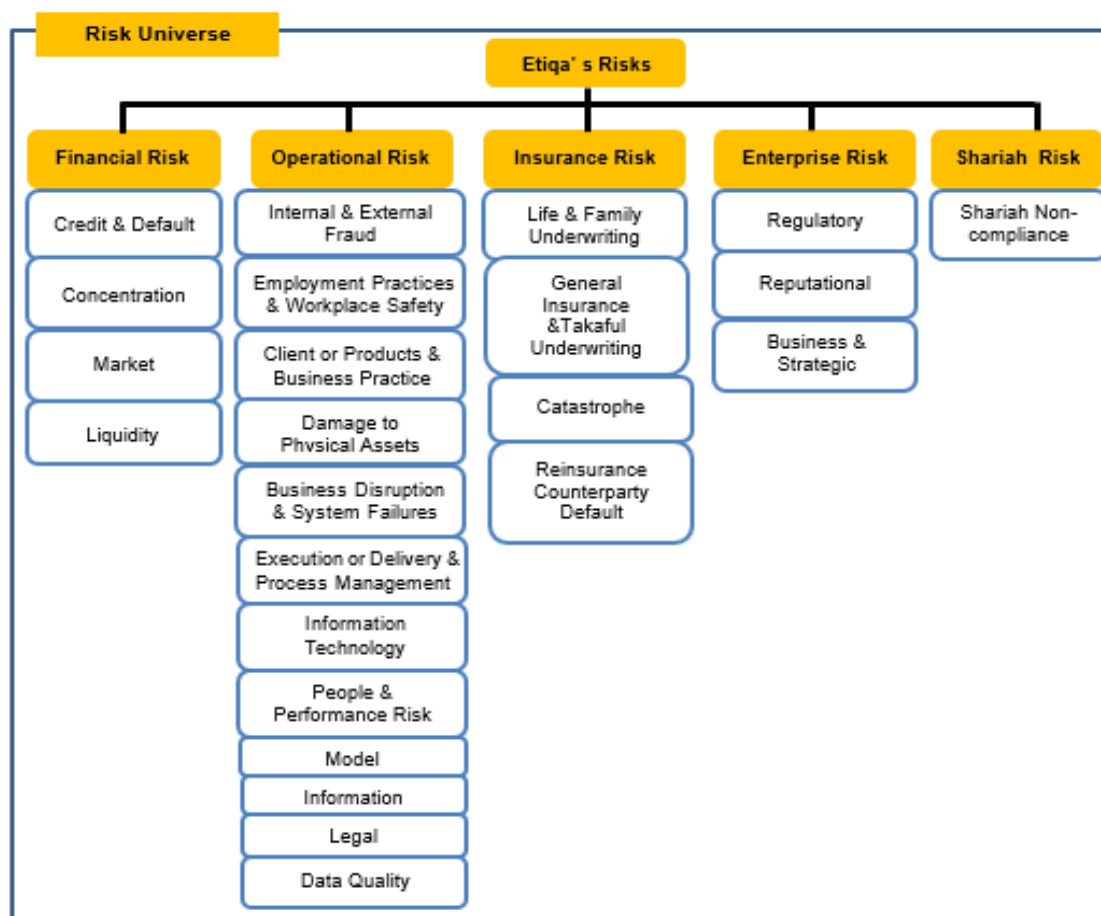 Risk Universe
Etiqa’ s Risks
Financial Risk
Credit & Default
Concentration
Market
Liquidity
Operational Risk
Internal & External
Fraud
Employment Practices
& Workplace Safety
Client or Products &
Business Practice
Damage to
Physical Assets
Business Disruption
& System Failures
Execution or Delivery &
Process Management
Information
Technology
People &
Performance Risk
Model
Information
Legal
Data Quality
Insurance Risk
Life & Family
Underwriting
General
Insurance
&Takaful
Underwriting
Catastrophe
Reinsurance
Counterparty
Default
Enterprise Risk
Regulatory
Reputational
Business &
Strategic
Shariah Risk
Shariah Non-
compliance